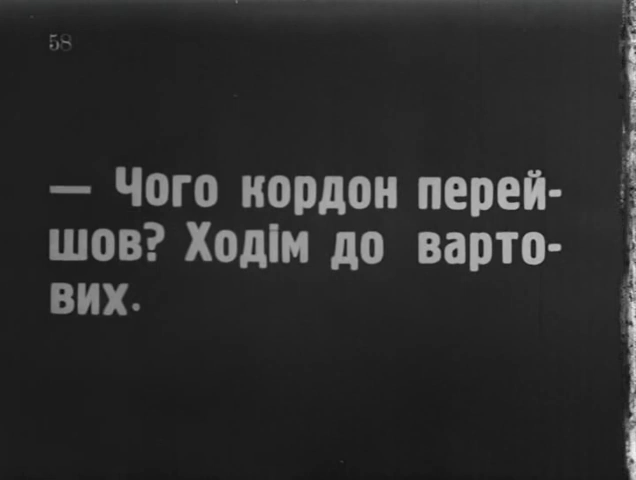 58
— Чого кордон перей-
шов? Ходім до варто-
вих.